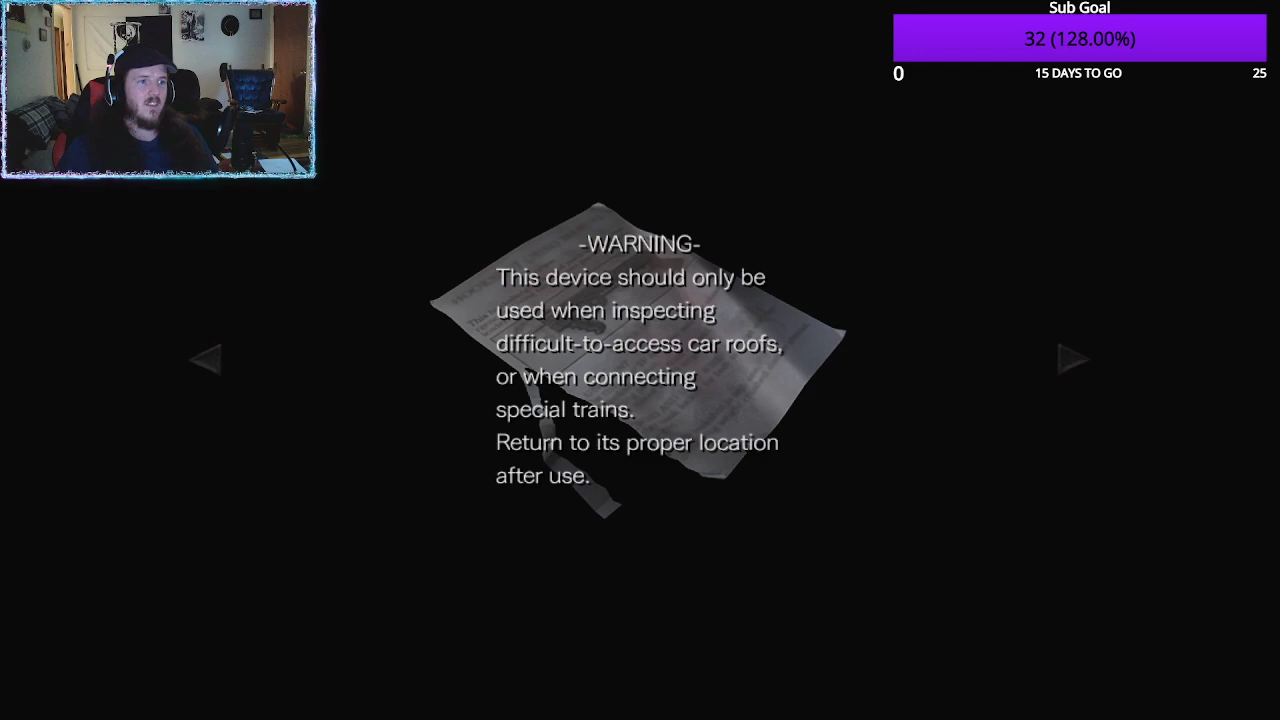 Sub Goal
32 (128.00%)
0
15 DAYS TO GO
25
-WARNING-
This device should only be
used when inspecting
difficult-to-access car roofs,
or when connecting
special trains.
Return to its proper location
after use.